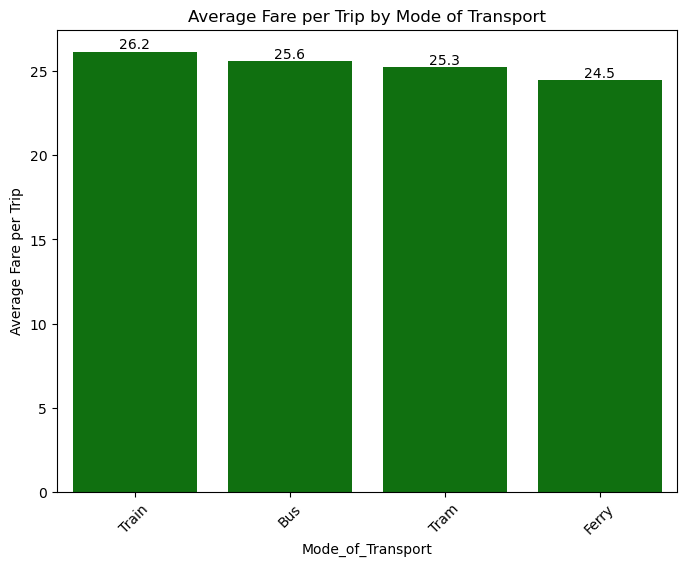 Average Fare per Trip by Mode of Transport
26.2
25.6
25.3
24.5
25
20
15
10
5
0
Average Fare per Trip
Train
Bus
Tram
Ferry
Mode_of_Transport